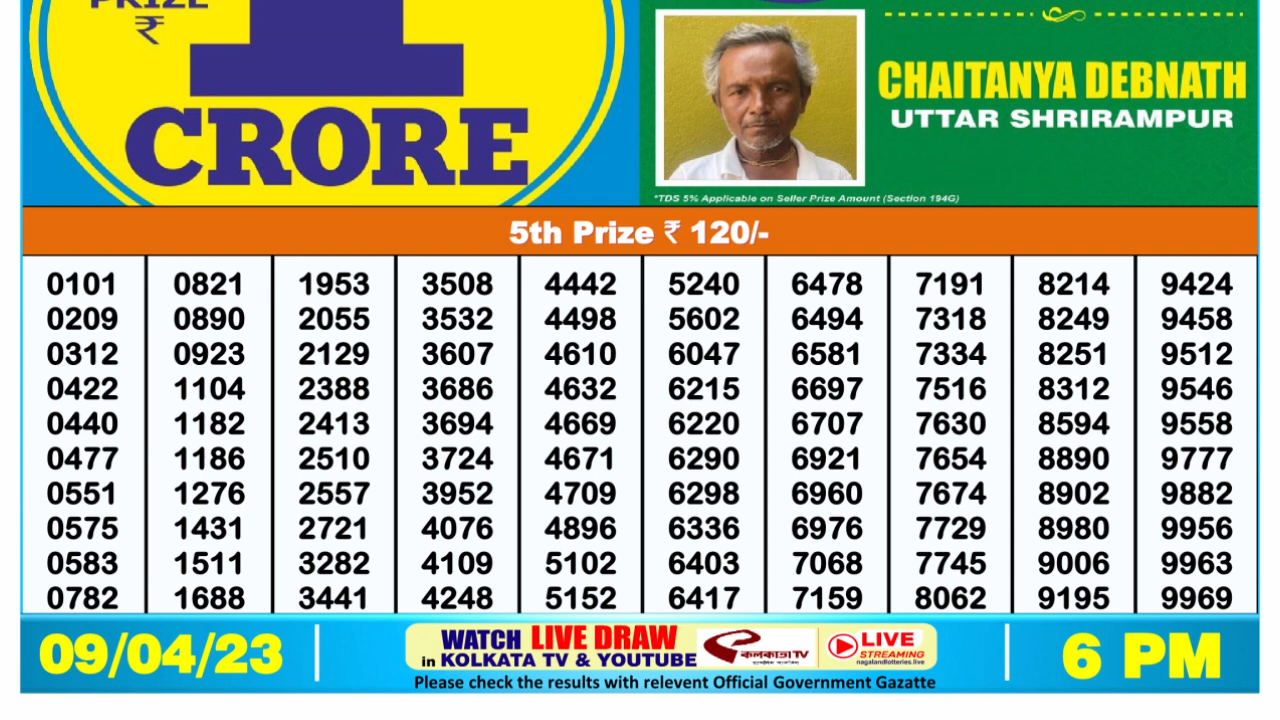 PRIZE
₹
1
CRORE
CHAITANYA DEBNATH
UTTAR SHRIRAMPUR
*TDS 5% Applicable on Seller Prize Amount (Section 194G)
5th Prize ₹ 120/-
0101 0821 1953 3508 4442 5240 6478 7191 8214 9424
0209 0890 2055 3532 4498 5602 6494 7318 8249 9458
0312 0923 2129 3607 4610 6047 6581 7334 8251 9512
0422 1104 2388 3686 4632 6215 6697 7516 8312 9546
0440 1182 2413 3694 4669 6220 6707 7630 8594 9558
0477 1186 2510 3724 4671 6290 6921 7654 8890 9777
0551 1276 2557 3952 4709 6298 6960 7674 8902 9882
0575 1431 2721 4076 4896 6336 6976 7729 8980 9956
0583 1511 3282 4109 5102 6403 7068 7745 9006 9963
0782 1688 3441 4248 5152 6417 7159 8062 9195 9969
09/04/23
WATCH LIVE DRAW
in KOLKATA TV & YOUTUBE
কলকাতা TV
LIVE
STREAMING
nagalandlotteries.live
6 PM
Please check the results with relevent Official Government Gazatte